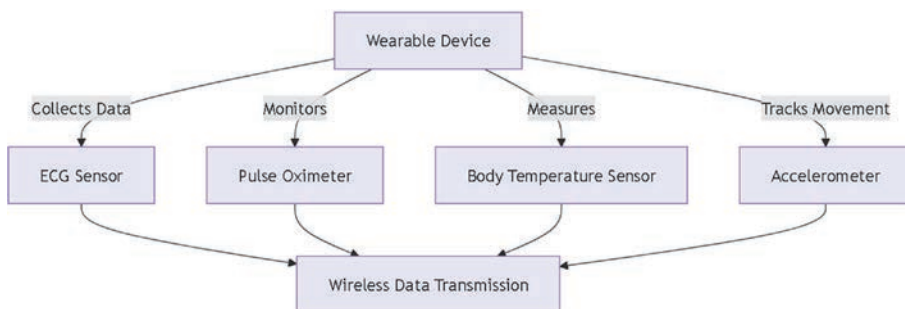 Wearable Device
Collects Data
Monitors
Measures
Tracks Movement
ECG Sensor
Pulse Oximeter
Body Temperature Sensor
Accelerometer
Wireless Data Transmission